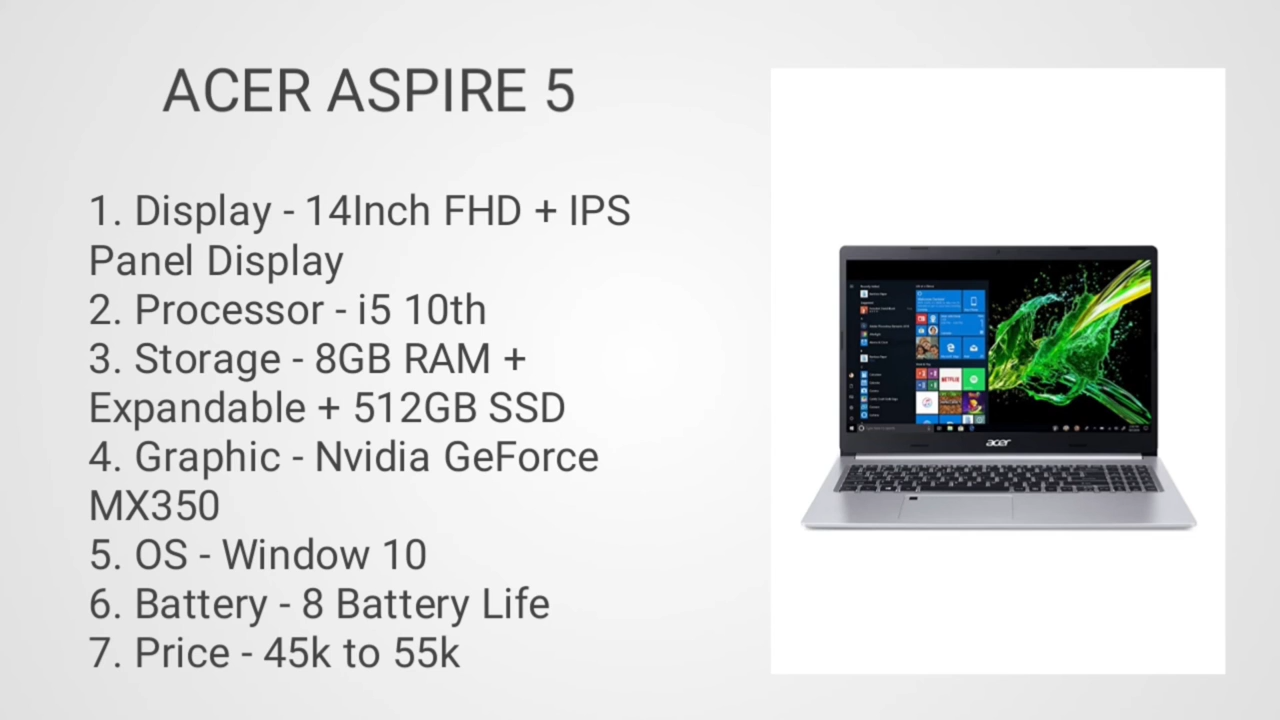 ACER ASPIRE 5
1. Display - 14Inch FHD + IPS
Panel Display
2. Processor - i5 10th
3. Storage - 8GB RAM +
Expandable + 512GB SSD
4. Graphic - Nvidia GeForce
MX350
5. OS - Window 10
6. Battery - 8 Battery Life
7. Price - 45k to 55k
NETFLIX
acer